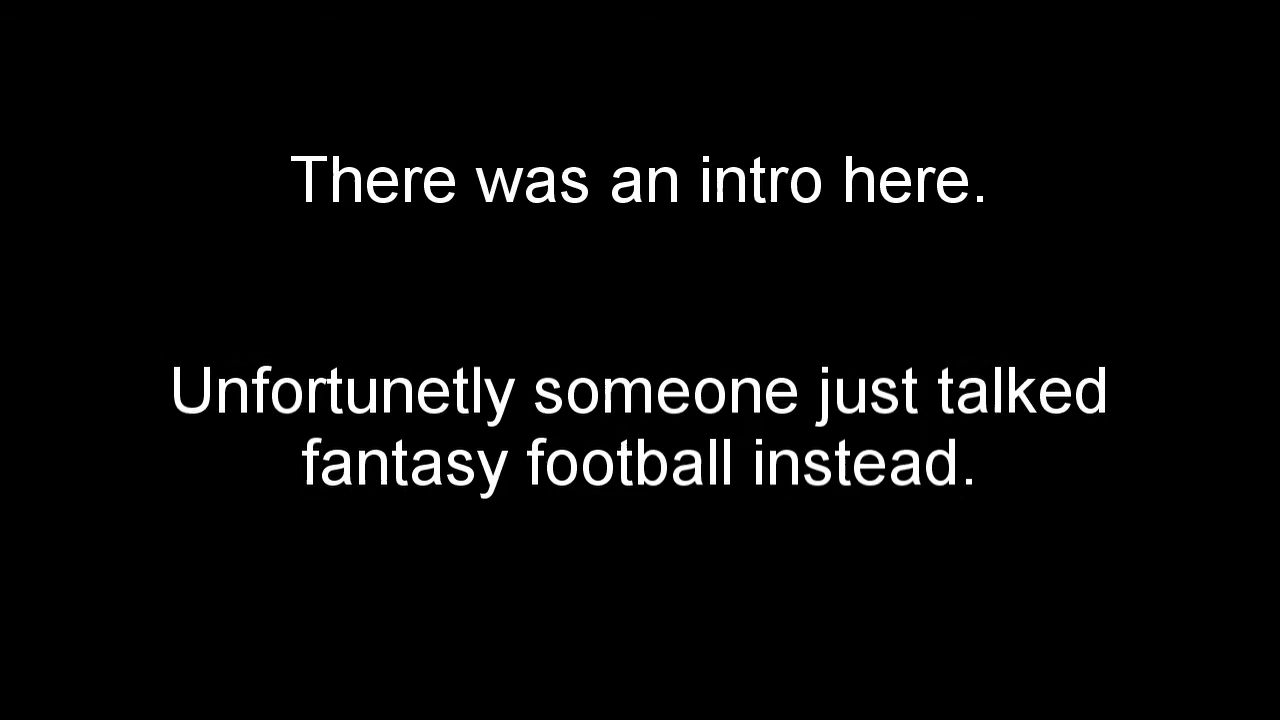 There was an intro here.
Unfortunetly someone just talked
fantasy football instead.